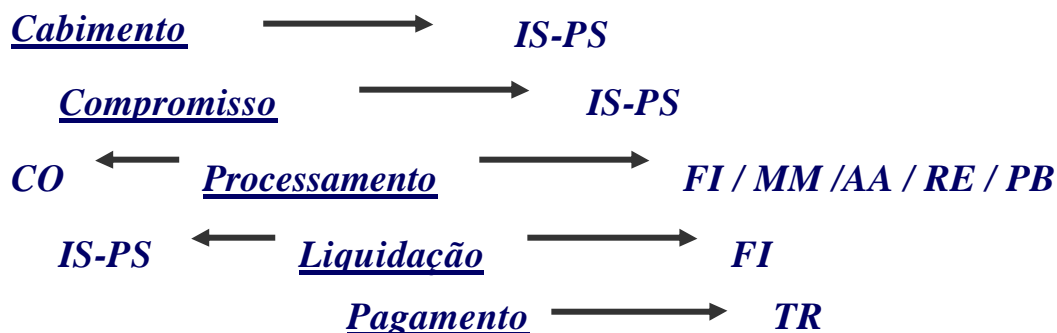 Cabimento IS-PS
Compromisso IS-PS
CO Processamento FI / MM /AA / RE / PB
IS-PS Liquidação FI
Pagamento TR